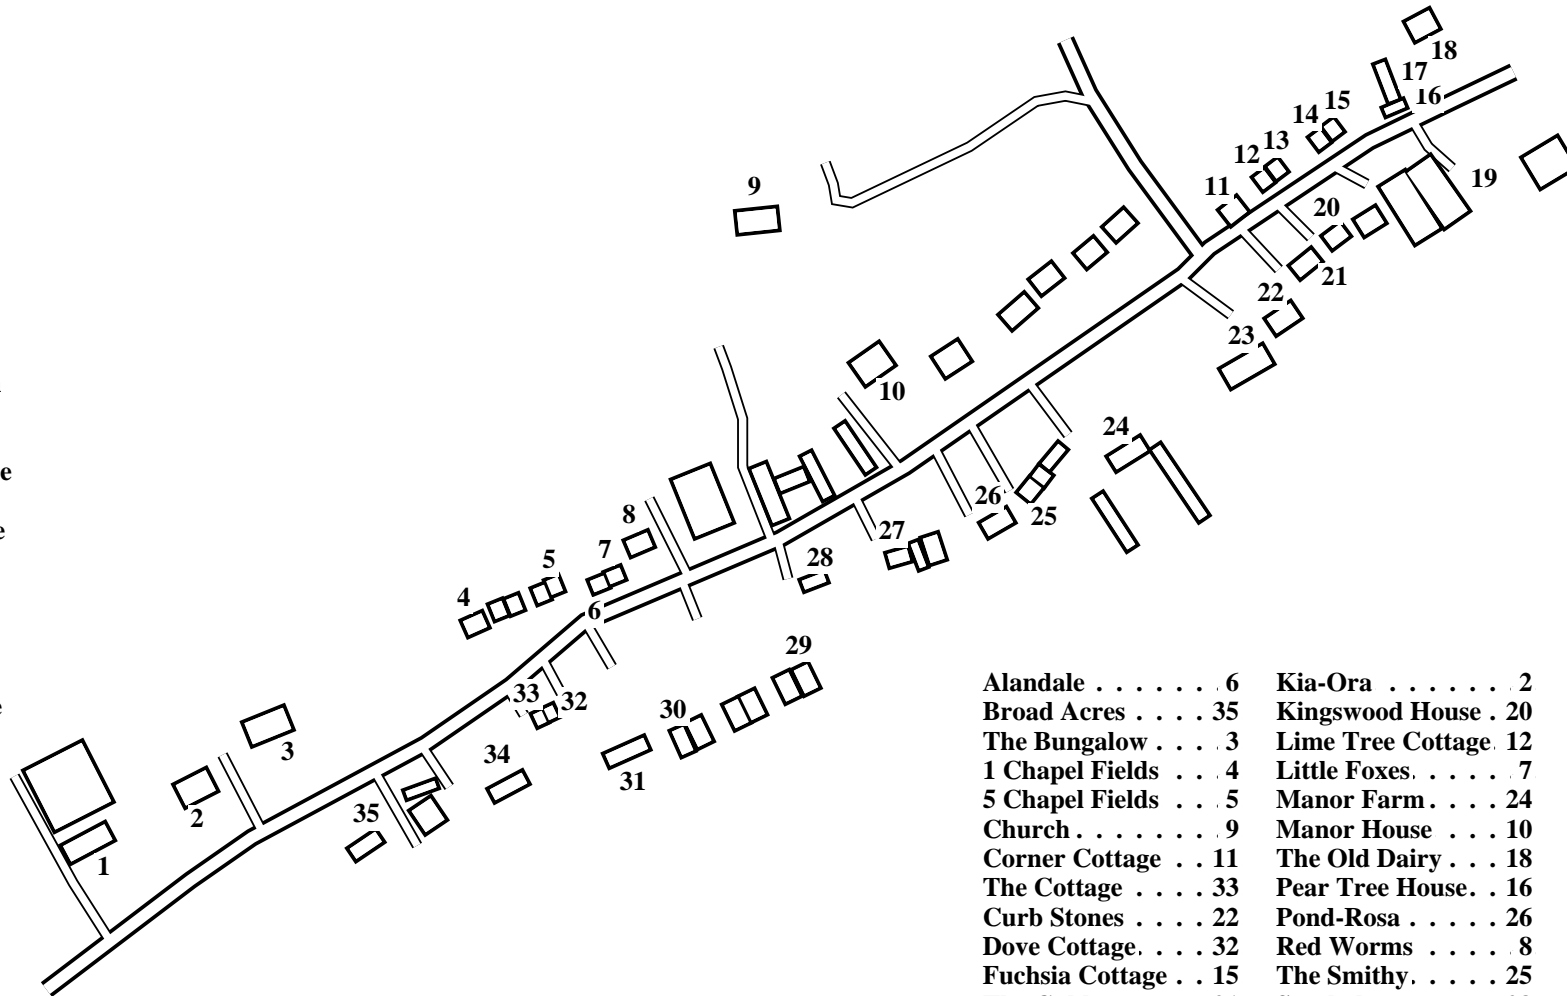 18
17
16
15
14
13
12
11
9
19
20
21
22
23
10
24
26
25
8
27
7
28
5
4
6
29
33
32
30
3
34
31
2
35
1
e
e
e
Alandale . . . . . . . 6
Broad Acres . . . . 35
The Bungalow . . . . 3
1 Chapel Fields . . . 4
5 Chapel Fields . . . 5
Church . . . . . . . . 9
Corner Cottage . . 11
The Cottage . . . . 33
Curb Stones . . . . 22
Dove Cottage . . . . 32
Fuchsia Cottage . . 15
Kia-Ora . . . . . . . 2
Kingswood House . 20
Lime Tree Cottage . 12
Little Foxes . . . . . . 7
Manor Farm . . . . 24
Manor House . . . 10
The Old Dairy . . . 18
Pear Tree House . . 16
Pond-Rosa . . . . . 26
Red Worms . . . . . 8
The Smithy . . . . . 25